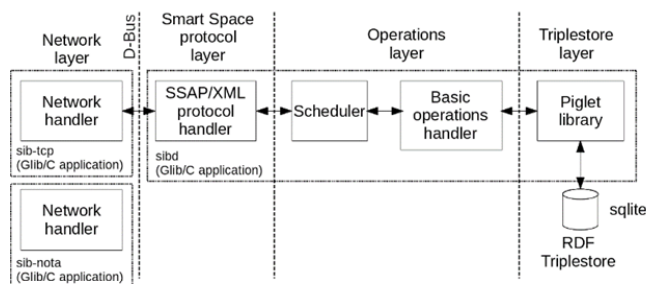 Network
layer
D-Bus
Smart Space
protocol
layer
Operations
layer
Triplestore
layer
Network
handler
sib-tcp
(Glib/C application)
SSAP/XML
protocol
handler
sibd
(Glib/C application)
Scheduler
Basic
operations
handler
Piglet
library
Network
handler
sib-nota
(Glib/C application)
sqlite
RDF
Triplestore